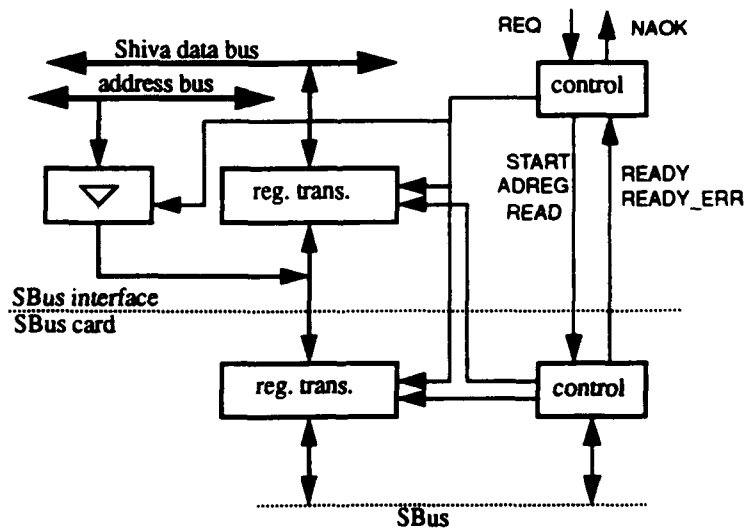 REQ
NAOK
Shiva data bus
address bus
control
reg. trans.
START
ADREG
READ
READY
READY_ERR
SBus interface
SBus card
reg. trans.
control
SBus